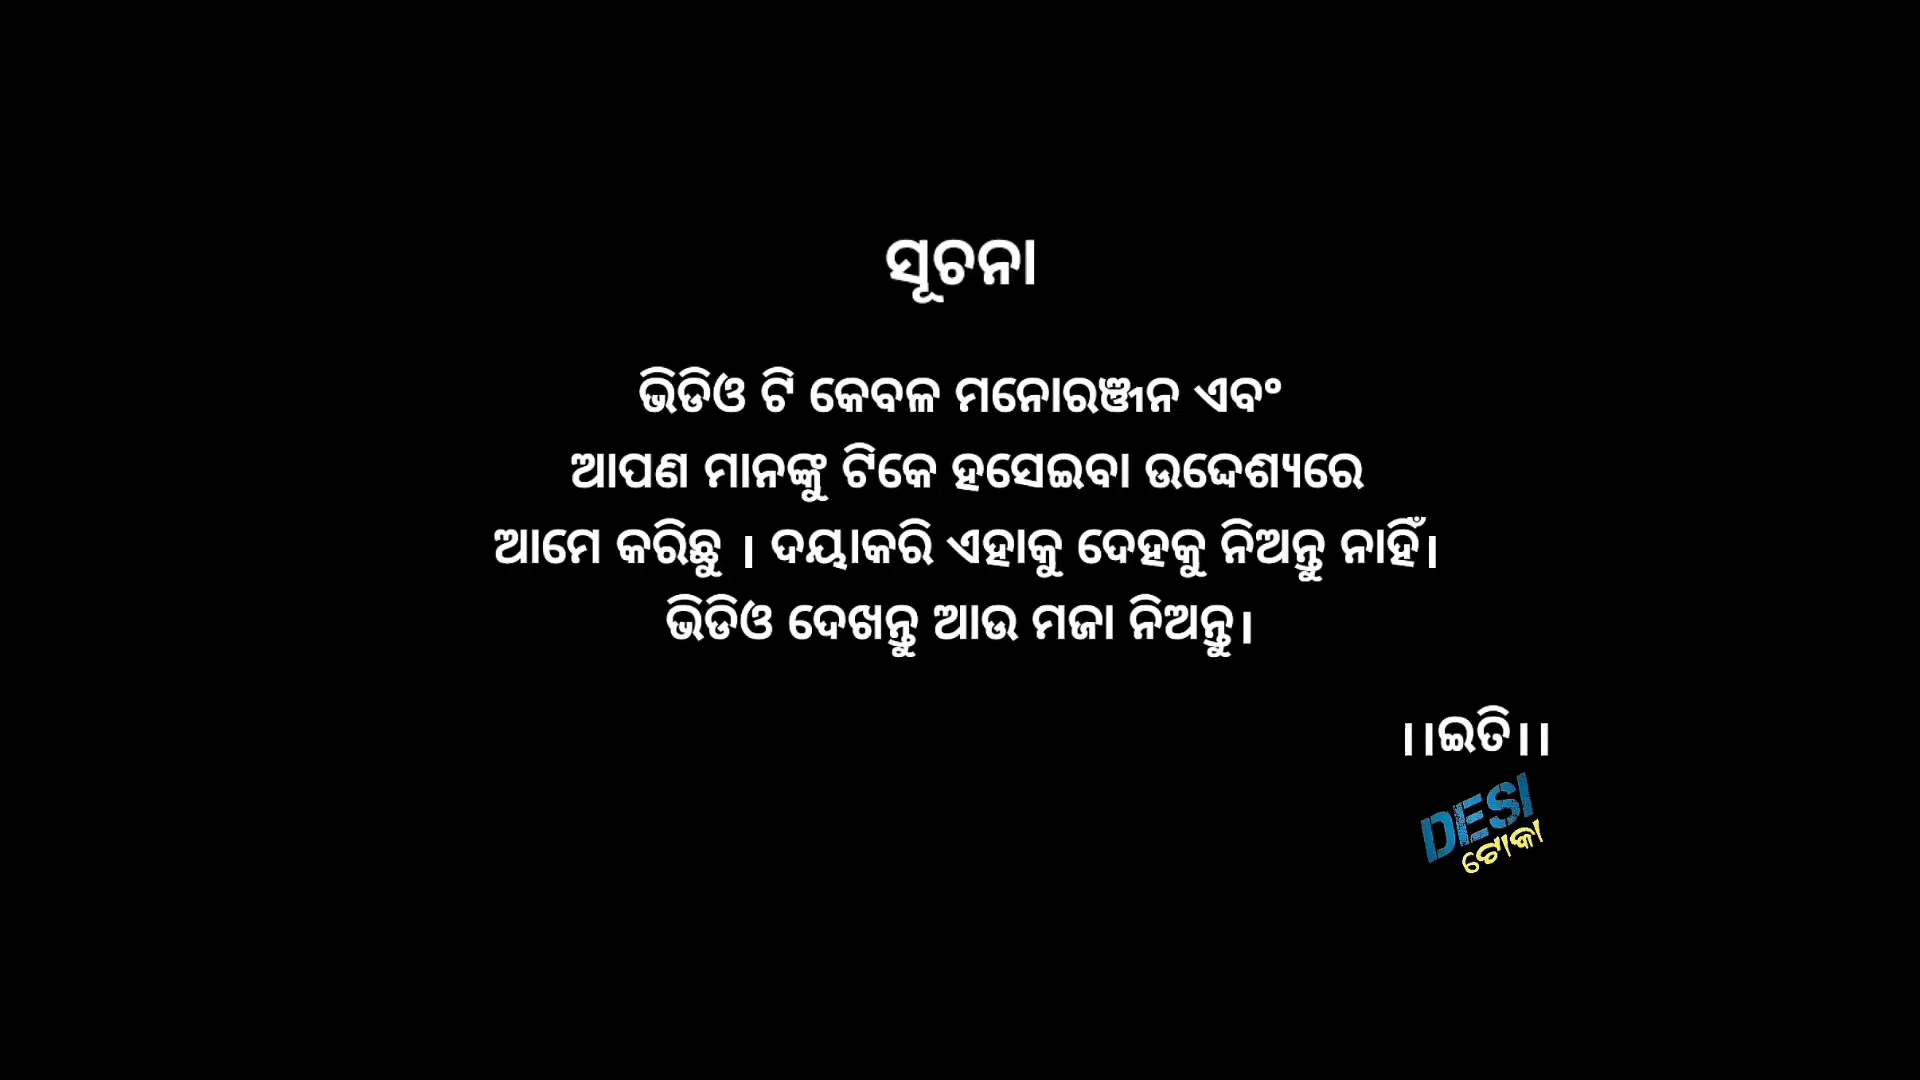 ସୂଚନା
ଭିଡିଓ ଟି କେବଳ ମନୋରଞ୍ଜନ ଏବଂ
ଆପଣ ମାନଙ୍କୁ ଟିକେ ହସେଇବା ଉଦ୍ଦେଶ୍ୟରେ
ଆମେ କରିଛୁ । ଦୟାକରି ଏହାକୁ ଦେହକୁ ନିଅନ୍ତୁ ନାହିଁ।
ଭିଡିଓ ଦେଖନ୍ତୁ ଆଉ ମଜା ନିଅନ୍ତୁ।
।।ଇତି।।
DESI
ଟୋକା